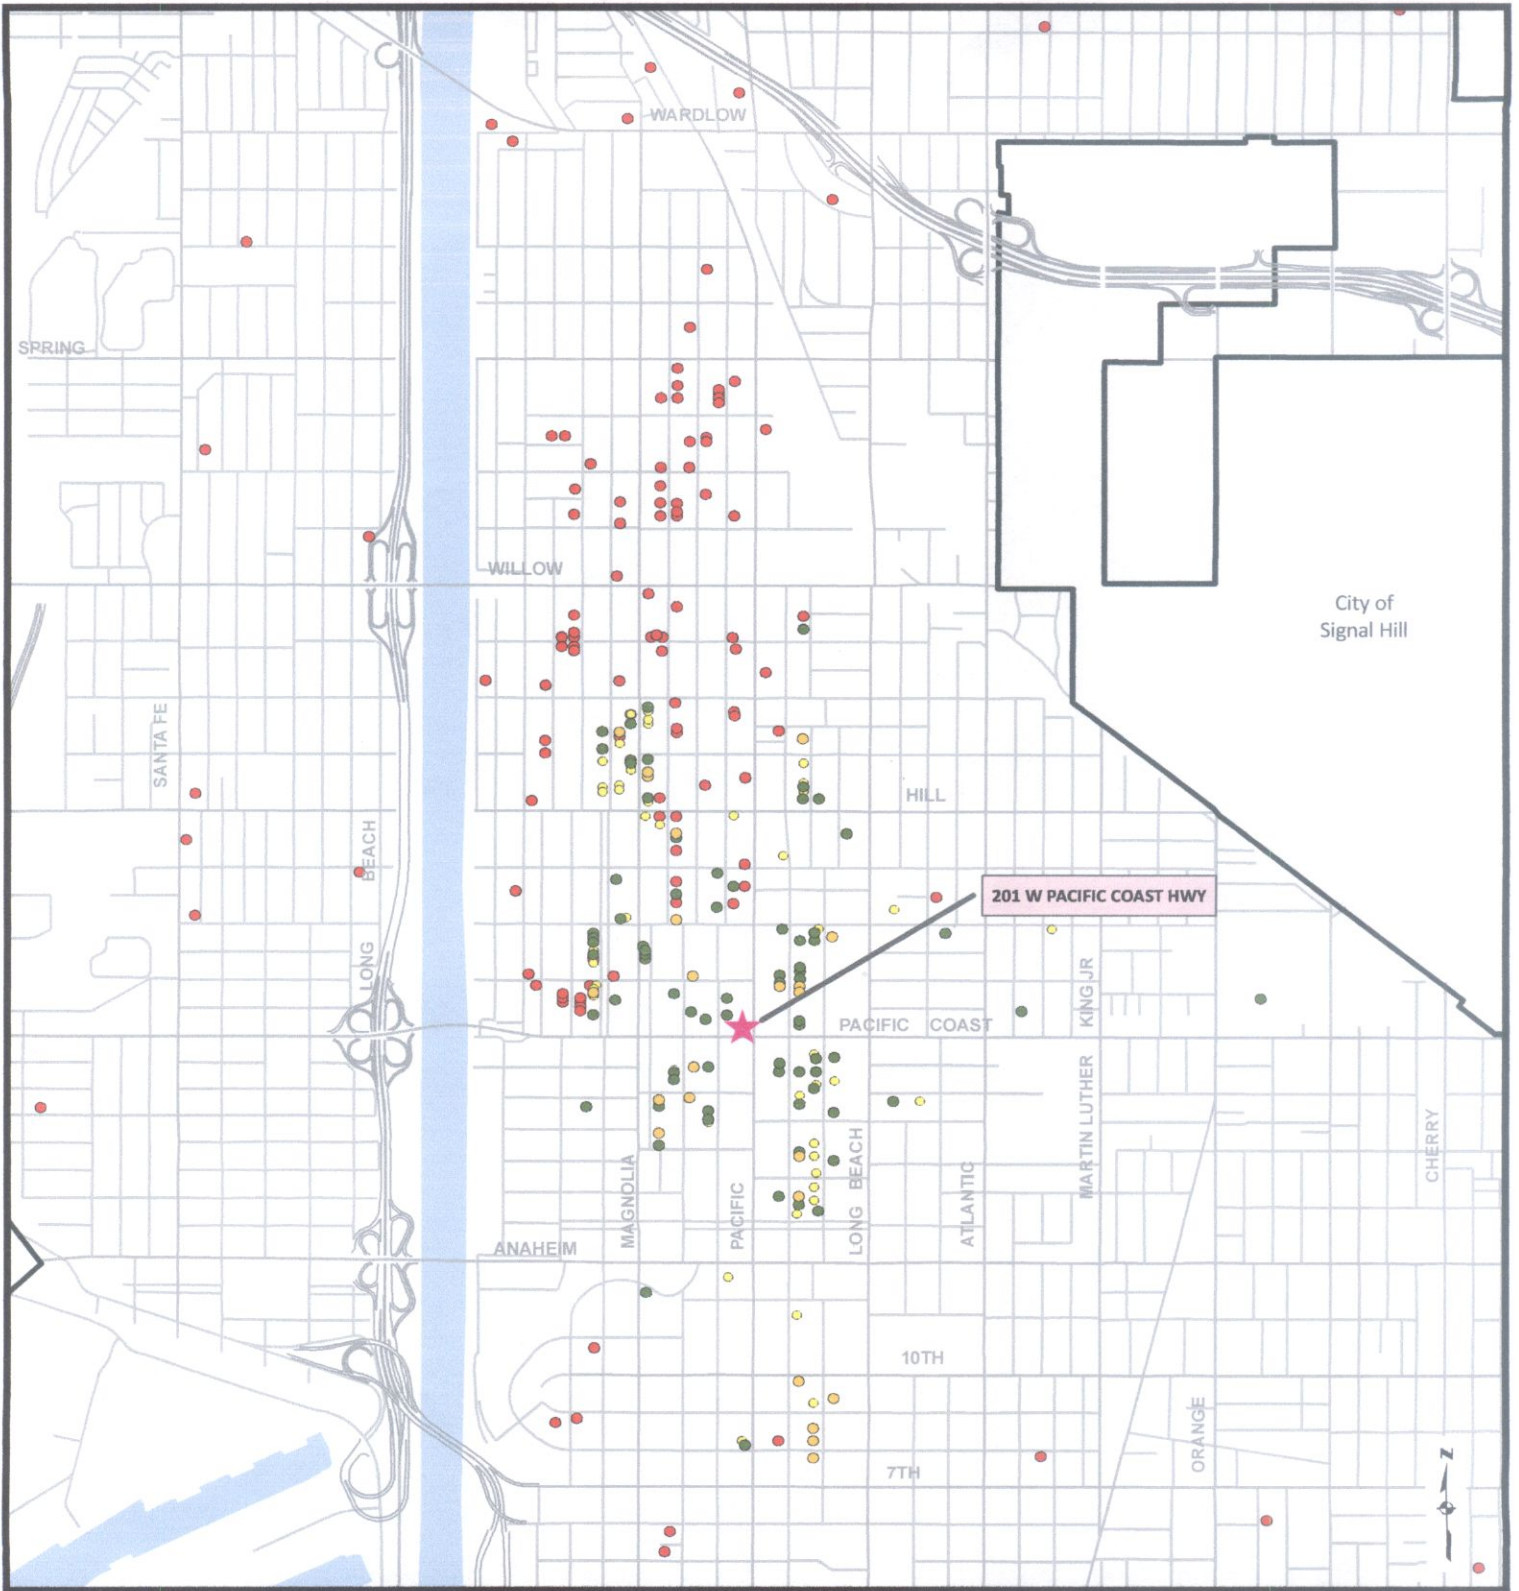 WARDLOW
SPRING
WILLOW
City of
Signal Hill
SANTA FE
HILL
LONG BEACH
201 W PACIFIC COAST HWY
PACIFIC COAST
MARTIN LUTHER KING JR
MAGNOLIA
PACIFIC
LONG BEACH
ATLANTIC
CHERRY
ANAHEIM
10TH
ORANGE
7TH
N